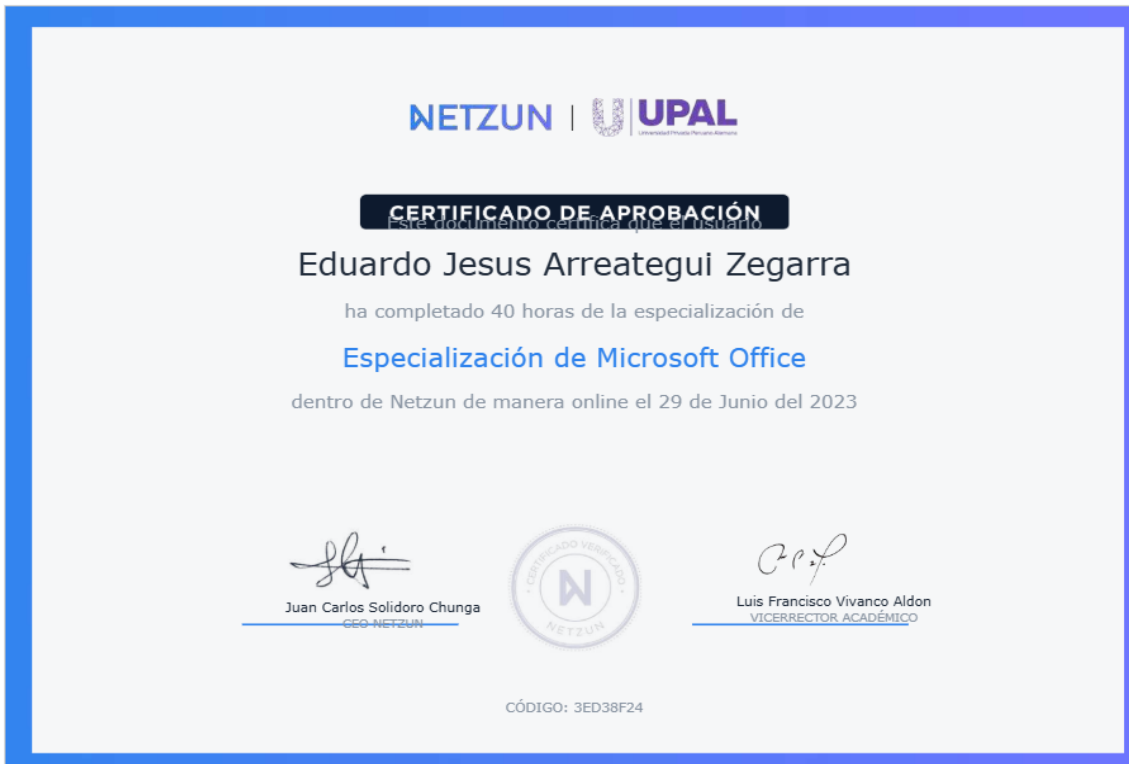 NETZUN | U UPAL
Universidad Privada Peruano Alemana
CERTIFICADO DE APROBACIÓN
Este documento certifica que el usuario
Eduardo Jesus Arreategui Zegarra
ha completado 40 horas de la especialización de
Especialización de Microsoft Office
dentro de Netzun de manera online el 29 de Junio del 2023
CERTIFICADO VERIFICADO
N
NETZUN
Juan Carlos Solidoro Chunga
CEO NETZUN
Luis Francisco Vivanco Aldon
VICERRECTOR ACADÉMICO
CÓDIGO: 3ED38F24